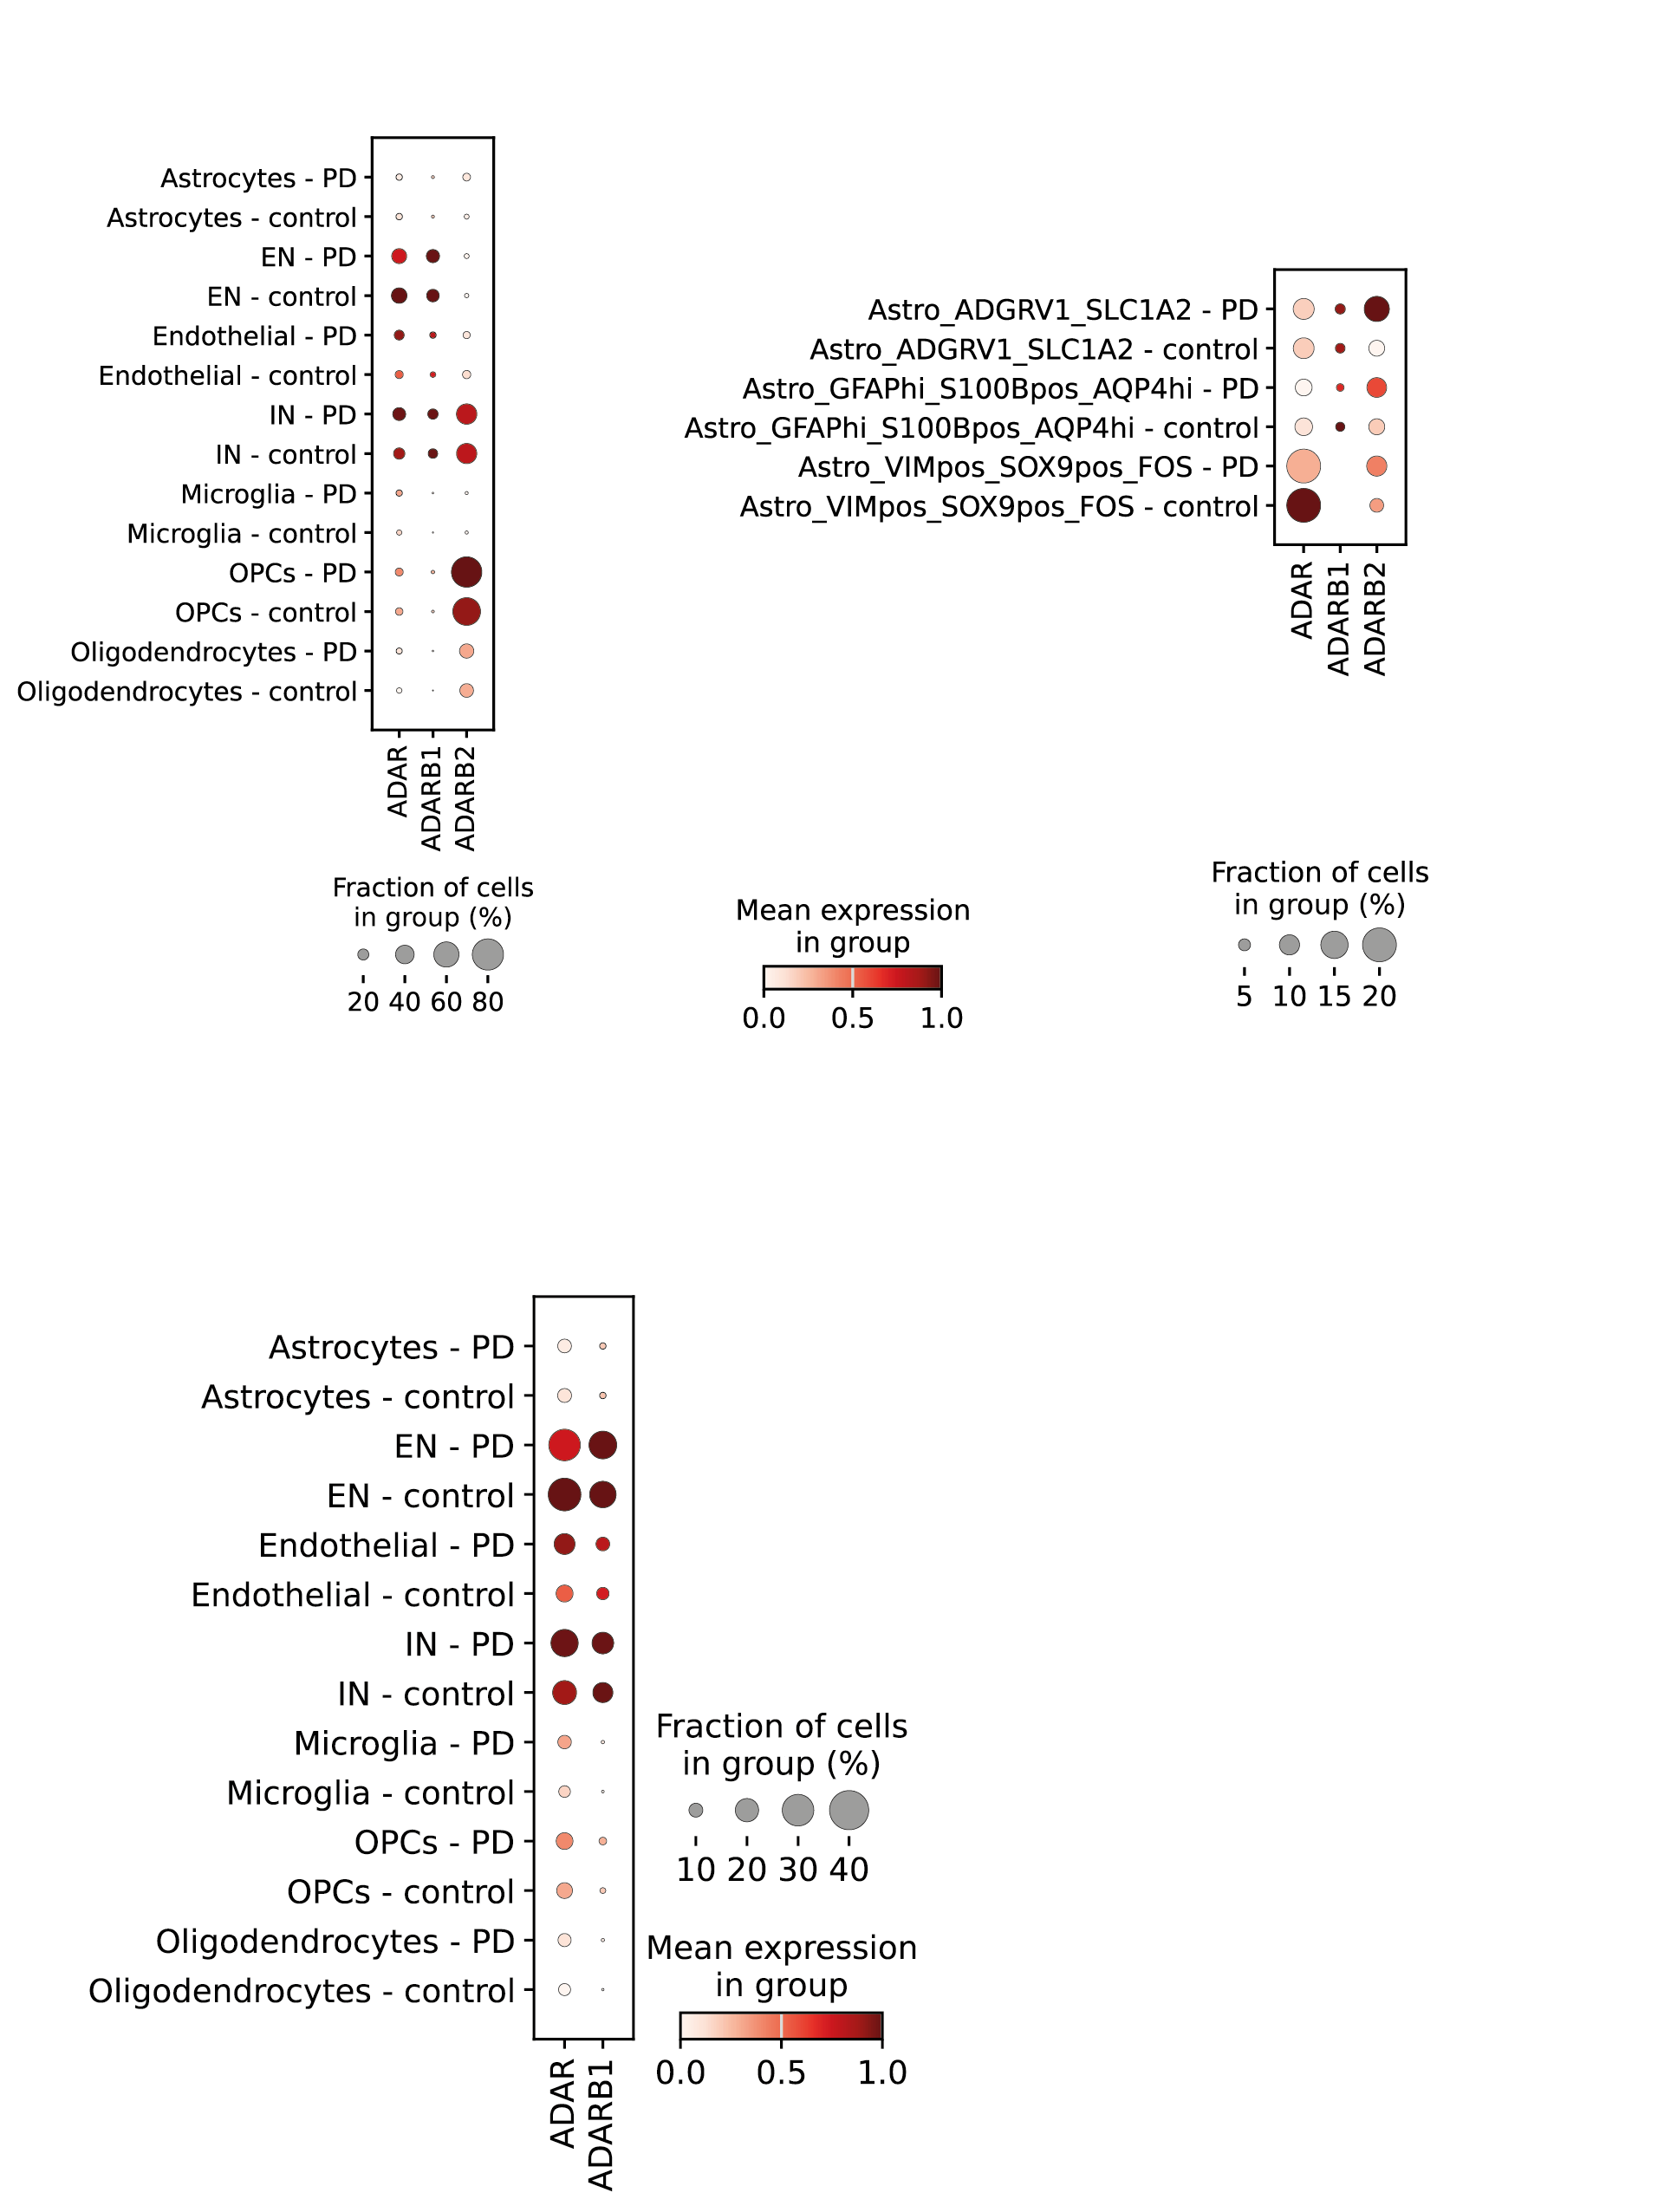 Astrocytes - PD
Astrocytes - control
EN - PD
EN - control
Endothelial - PD
Endothelial - control
IN - PD
IN - control
Microglia - PD
Microglia - control
OPCs - PD
OPCs - control
Oligodendrocytes - PD
Oligodendrocytes - control
ADAR
ADARB1
ADARB2
Fraction of cells
in group (%)
20 40 60 80
Astro_ADGRV1_SLC1A2 - PD
Astro_ADGRV1_SLC1A2 - control
Astro_GFAPhi_S100Bpos_AQP4hi - PD
Astro_GFAPhi_S100Bpos_AQP4hi - control
Astro_VIMpos_SOX9pos_FOS - PD
Astro_VIMpos_SOX9pos_FOS - control
ADAR
ADARB1
ADARB2
Mean expression
in group
0.0 0.5 1.0
Fraction of cells
in group (%)
5 10 15 20
Astrocytes - PD
Astrocytes - control
EN - PD
EN - control
Endothelial - PD
Endothelial - control
IN - PD
IN - control
Microglia - PD
Microglia - control
OPCs - PD
OPCs - control
Oligodendrocytes - PD
Oligodendrocytes - control
ADAR
ADARB1
Fraction of cells
in group (%)
10 20 30 40
Mean expression
in group
0.0 0.5 1.0